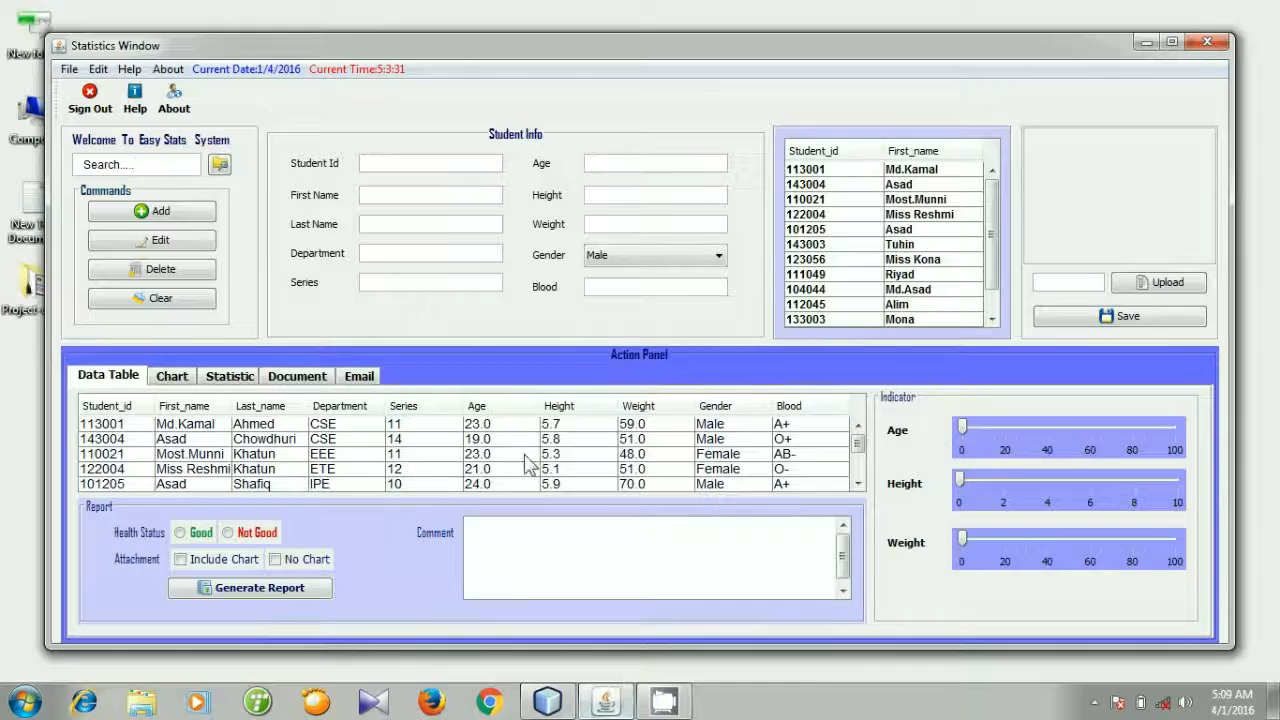 New fo
Statistics Window
File Edit Help About Current Date:1/4/2016 Current Time:5:3:31
Sign Out Help About
Comp
New T
Docum
Project-
Welcome To Easy Stats System
Search.....
Commands
Add
Edit
Delete
Clear
Student Info
Student Id Age
First Name Height
Last Name Weight
Department Gender Male
Series Blood
Student_id First_name
113001 Md.Kamal
143004 Asad
110021 Most.Munni
122004 Miss Reshmi
101205 Asad
143003 Tuhin
123056 Miss Kona
111049 Riyad
104044 Md.Asad
112045 Alim
133003 Mona
Upload
Save
Action Panel
Data Table Chart Statistic Document Email
Student_id First_name Last_name Department Series Age Height Weight Gender Blood
113001 Md.Kamal Ahmed CSE 11 23.0 5.7 59.0 Male A+
143004 Asad Chowdhuri CSE 14 19.0 5.8 51.0 Male O+
110021 Most.Munni Khatun EEE 11 23.0 5.3 48.0 Female AB-
122004 Miss Reshmi Khatun ETE 12 21.0 5.1 51.0 Female O-
101205 Asad Shafiq IPE 10 24.0 5.9 70.0 Male A+
Report
Health Status Good Not Good
Attachment Include Chart No Chart
Generate Report
Comment
Indicator
Age
0 20 40 60 80 100
Height
0 2 4 6 8 10
Weight
0 20 40 60 80 100
5:09 AM
4/1/2016